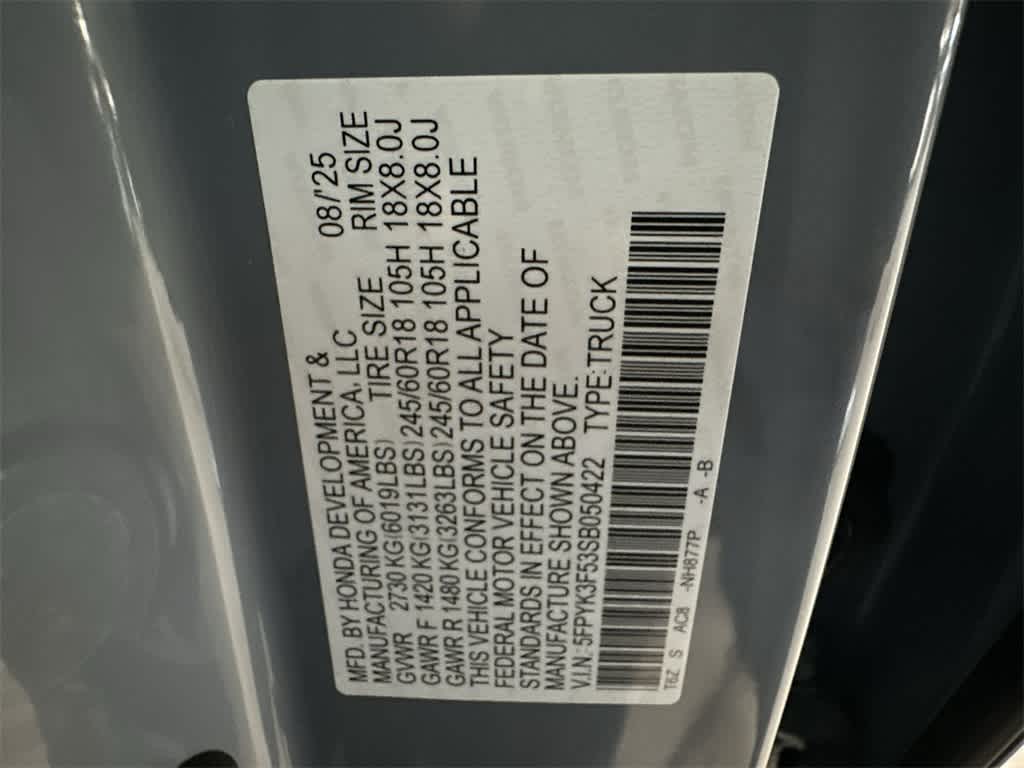 MFD. BY HONDA DEVELOPMENT & 08/'25
MANUFACTURING OF AMERICA, LLC
TIRE SIZE RIM SIZE
GVWR 2730 KG(6019LBS)
GAWR F 1420 KG(3131LBS)245/60R18 105H 18X8.0J
GAWR R 1480 KG(3263LBS)245/60R18 105H 18X8.0J
THIS VEHICLE CONFORMS TO ALL APPLICABLE
FEDERAL MOTOR VEHICLE SAFETY
STANDARDS IN EFFECT ON THE DATE OF
MANUFACTURE SHOWN ABOVE.
V.I.N.: 5FPYK3F53SB050422 TYPE:TRUCK
T6Z S AC8 -NH877P -A -B